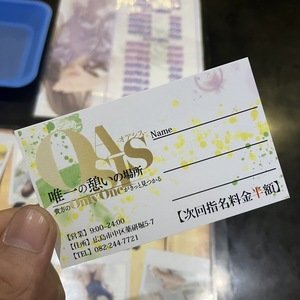 オアシス
OASIS
Name
唯一の憩いの場所
貴方のOnly Oneがきっと見つかる
【営業】9:00-24:00
【住所】広島市中区薬研堀5-7
【TEL】082-244-7721
【次回指名料金半額】